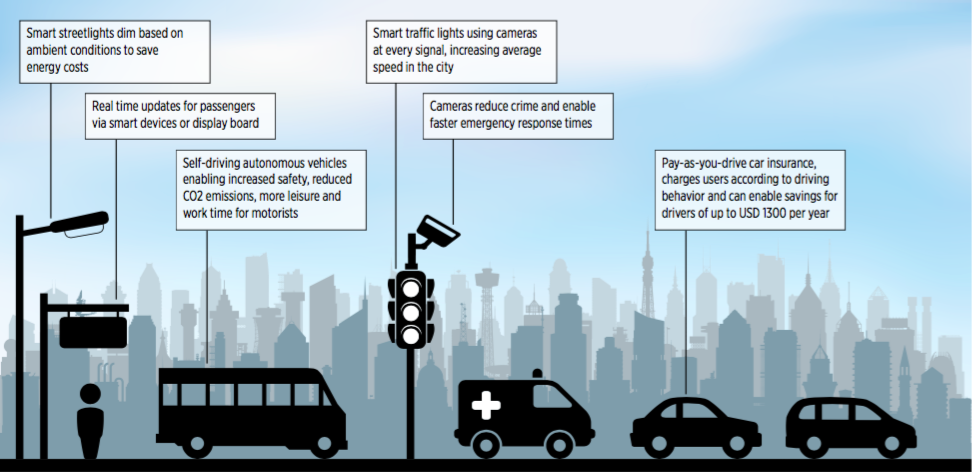 Smart streetlights dim based on
ambient conditions to save
energy costs
Real time updates for passengers
via smart devices or display board
Self-driving autonomous vehicles
enabling increased safety, reduced
CO2 emissions, more leisure and
work time for motorists
Smart traffic lights using cameras
at every signal, increasing average
speed in the city
Cameras reduce crime and enable
faster emergency response times
Pay-as-you-drive car insurance,
charges users according to driving
behavior and can enable savings for
drivers of up to USD 1300 per year